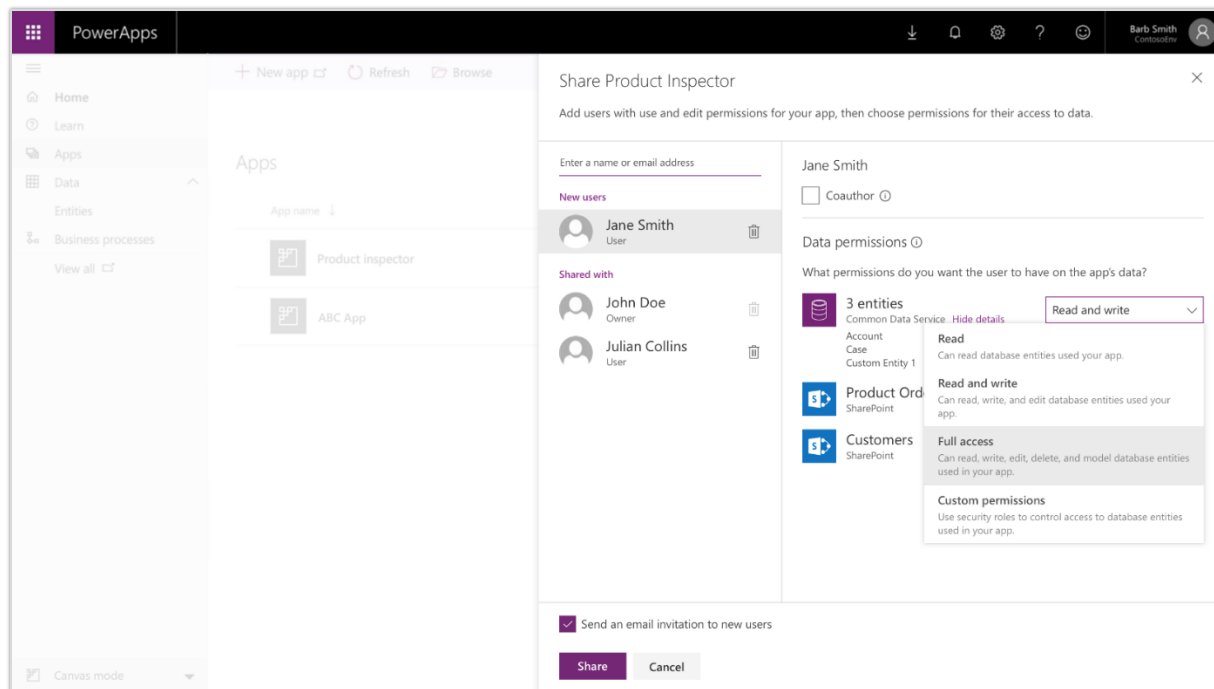 PowerApps
Barb Smith
ContosoEnv
Home
Learn
Apps
Data
Entities
Business processes
View all
Canvas mode
New app
Refresh
Browse
Apps
App name
Product inspector
ABC App
Share Product Inspector
Add users with use and edit permissions for your app, then choose permissions for their access to data.
Enter a name or email address
New users
Jane Smith
User
Shared with
John Doe
Owner
Julian Collins
User
Jane Smith
Coauthor
Data permissions
What permissions do you want the user to have on the app's data?
3 entities
Common Data Service Hide details
Account
Case
Custom Entity 1
Read and write
Product Ord
SharePoint
Customers
SharePoint
Read
Can read database entities used your app.
Read and write
Can read, write, and edit database entities used your
app.
Full access
Can read, write, edit, delete, and model database entities
used in your app.
Custom permissions
Use security roles to control access to database entities
used in your app.
Send an email invitation to new users
Share
Cancel